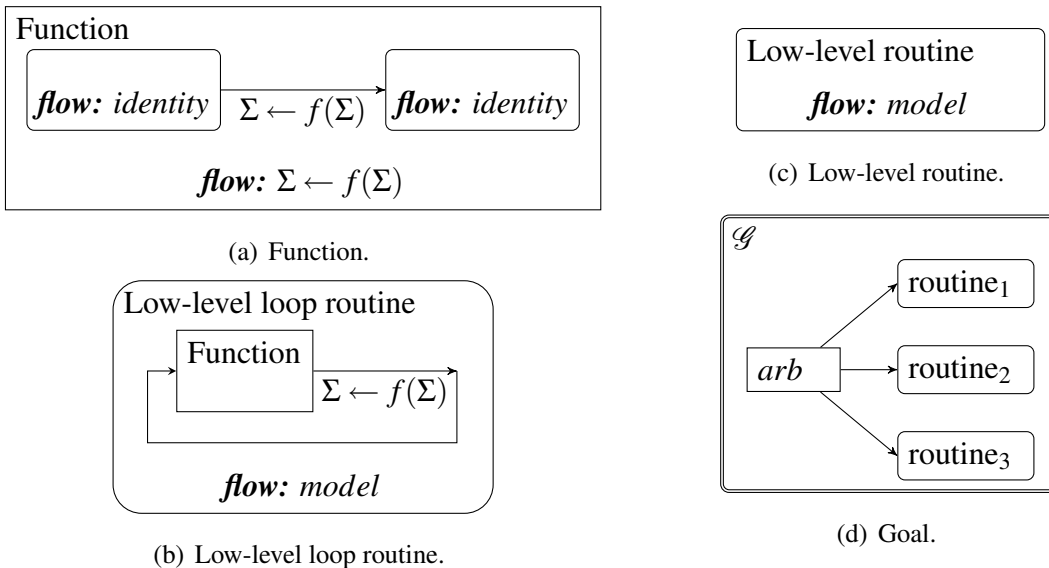 Function
flow: identity
Σ ← f(Σ)
flow: identity
flow: Σ ← f(Σ)
(a) Function.
Low-level loop routine
Function
Σ ← f(Σ)
flow: model
(b) Low-level loop routine.
Low-level routine
flow: model
(c) Low-level routine.
𝒢
routine₁
arb
routine₂
routine₃
(d) Goal.